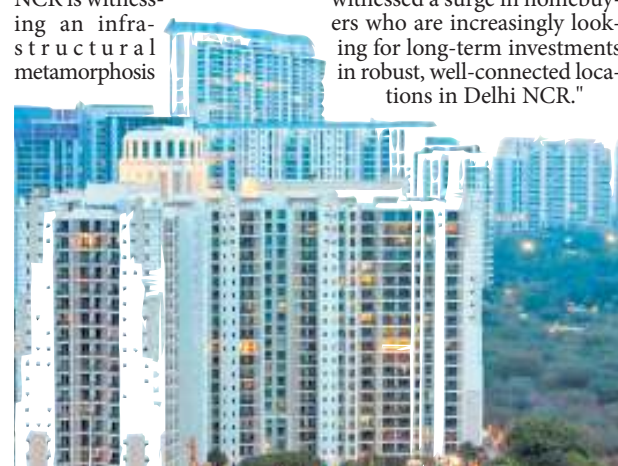 NCR is witness-
ing an infra-
structural
metamorphosis
witnessed a surge in homebuy-
ers who are increasingly look-
ing for long-term investments
in robust, well-connected loca-
tions in Delhi NCR."